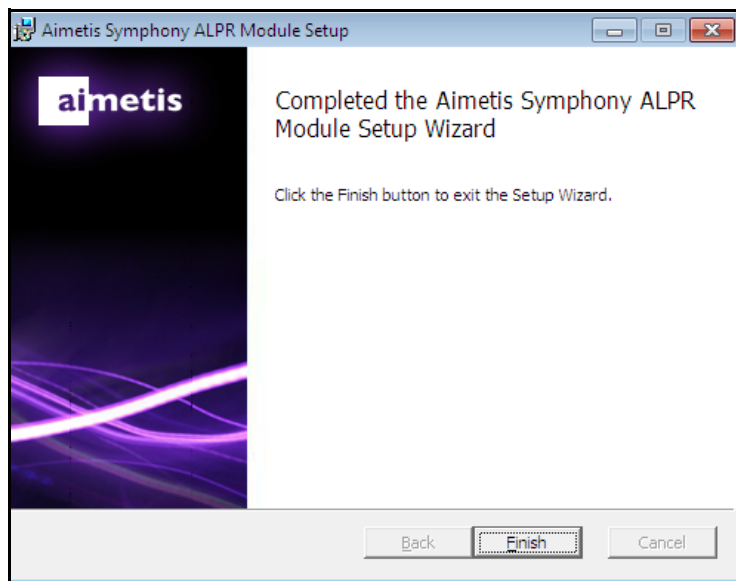 Aimetis Symphony ALPR Module Setup
aimetis
Completed the Aimetis Symphony ALPR
Module Setup Wizard
Click the Finish button to exit the Setup Wizard.
Back
Finish
Cancel